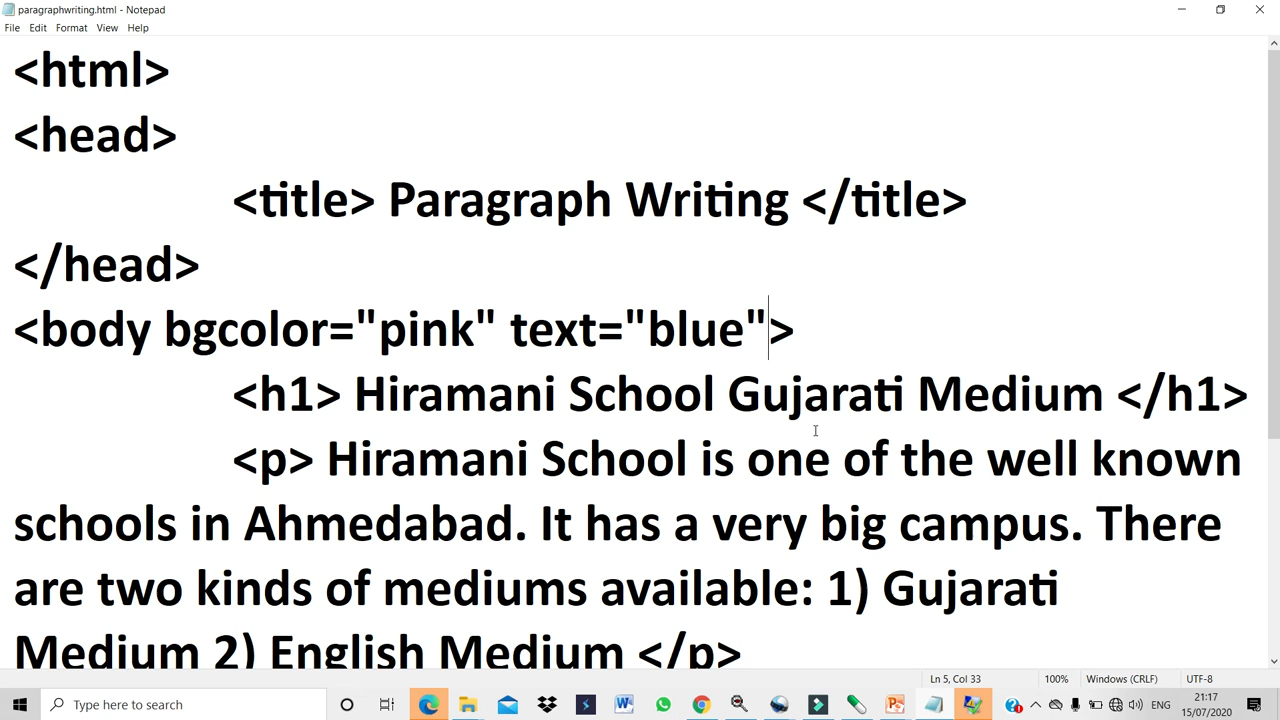 paragraphwriting.html - Notepad
File Edit Format View Help
<html>
<head>
<title> Paragraph Writing </title>
</head>
<body bgcolor="pink" text="blue">
<h1> Hiramani School Gujarati Medium </h1>
<p> Hiramani School is one of the well known
schools in Ahmedabad. It has a very big campus. There
are two kinds of mediums available: 1) Gujarati
Medium 2) English Medium </p>
Ln 5, Col 33 100% Windows (CRLF) UTF-8
Type here to search
ENG
21:17
15/07/2020